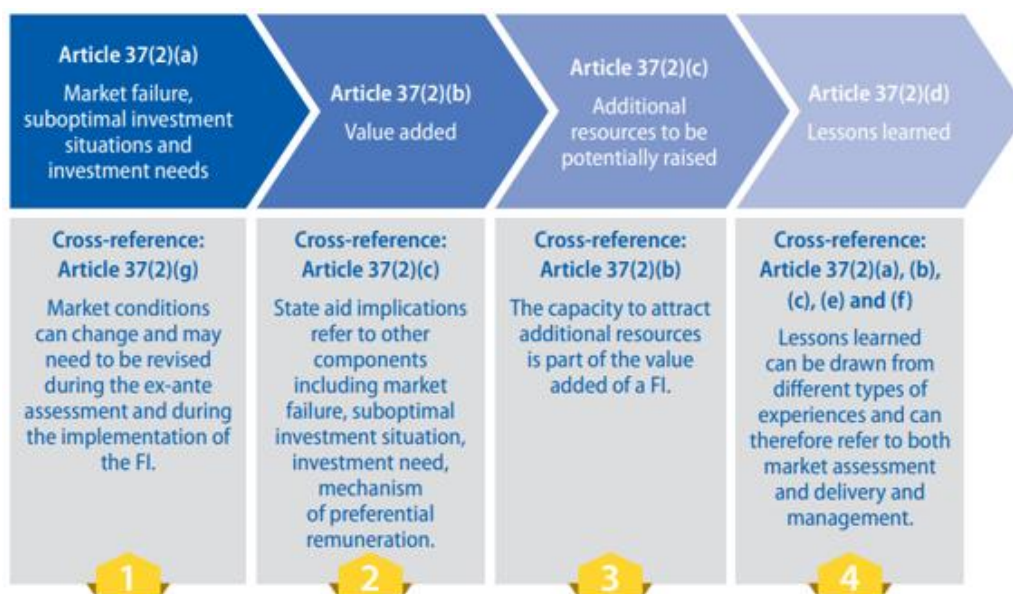 Article 37(2)(a)
Market failure,
suboptimal investment
situations and
investment needs
Article 37(2)(b)
Value added
Article 37(2)(c)
Additional
resources to be
potentially raised
Article 37(2)(d)
Lessons learned
Cross-reference:
Article 37(2)(g)
Market conditions
can change and may
need to be revised
during the ex-ante
assessment and during
the implementation of
the FI.
1
Cross-reference:
Article 37(2)(c)
State aid implications
refer to other
components
including market
failure, suboptimal
investment situation,
investment need,
mechanism
of preferential
remuneration.
2
Cross-reference:
Article 37(2)(b)
The capacity to attract
additional resources
is part of the value
added of a FI.
3
Cross-reference:
Article 37(2)(a), (b),
(c), (e) and (f)
Lessons learned
can be drawn from
different types of
experiences and can
therefore refer to both
market assessment
and delivery and
management.
4